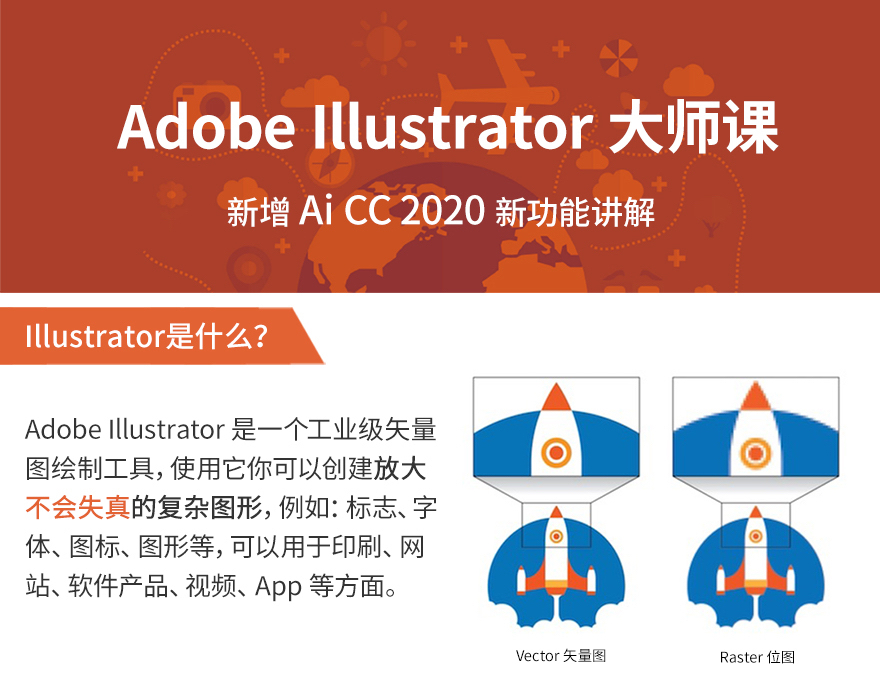 Adobe Illustrator 大师课
新增 Ai CC 2020 新功能讲解
Illustrator是什么？
Adobe Illustrator 是一个工业级矢量
图绘制工具，使用它你可以创建放大
不会失真的复杂图形，例如：标志、字
体、图标、图形等，可以用于印刷、网
站、软件产品、视频、App 等方面。
Vector 矢量图
Raster 位图